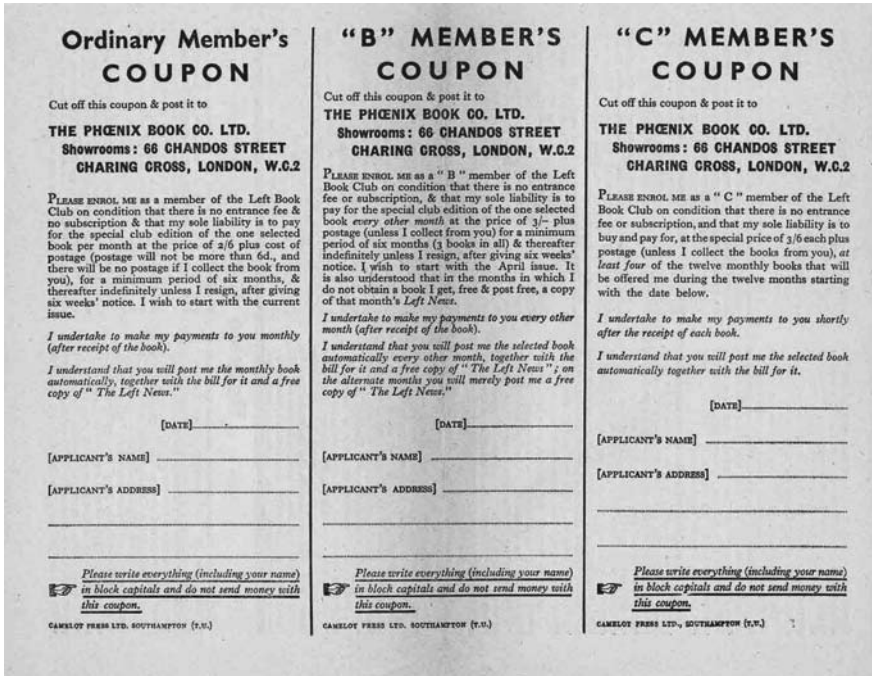 Ordinary Member's
COUPON
Cut off this coupon & post it to
THE PHŒNIX BOOK CO. LTD.
Showrooms: 66 CHANDOS STREET
CHARING CROSS, LONDON, W.C.2
PLEASE ENROL ME as a member of the Left Book
Club on condition that there is no entrance fee &
no subscription & that my sole liability is to pay
for the special club edition of the one selected
book per month at the price of 2/6 plus cost of
postage (postage will not be more than 6d., and
there will be no postage if I collect the book from
you), for a minimum period of six months, &
thereafter indefinitely unless I resign, after giving
six weeks' notice. I wish to start with the current
issue.
I undertake to make my payments to you monthly
(after receipt of the book).
I understand that you will post me the monthly book
automatically, together with the bill for it and a free
copy of " The Left News."
[DATE]
[APPLICANT'S NAME]
[APPLICANT'S ADDRESS]
Please write everything (including your name)
in block capitals and do not send money with
this coupon.
CAMELOT PRESS LTD. SOUTHAMPTON (T.U.)
"B" MEMBER'S
COUPON
Cut off this coupon & post it to
THE PHŒNIX BOOK CO. LTD.
Showrooms: 66 CHANDOS STREET
CHARING CROSS, LONDON, W.C.2
PLEASE ENROL ME as a " B " member of the Left
Book Club on condition that there is no entrance
fee or subscription, & that my sole liability is to
pay for the special club edition of the one selected
book every other month at the price of 3/– plus
postage (unless I collect from you) for a minimum
period of six months (3 books in all) & thereafter
indefinitely unless I resign, after giving six weeks'
notice. I wish to start with the April issue. It
is also understood that in the months in which I
do not obtain a book I get, free & post free, a copy
of that month's Left News.
I undertake to make my payments to you every other
month (after receipt of the book).
I understand that you will post me the selected book
automatically every other month, together with the
bill for it and a free copy of " The Left News " ; on
the alternate months you will merely post me a free
copy of " The Left News."
[DATE]
[APPLICANT'S NAME]
[APPLICANT'S ADDRESS]
Please write everything (including your name)
in block capitals and do not send money with
this coupon.
CAMELOT PRESS LTD. SOUTHAMPTON (T.U.)
"C" MEMBER'S
COUPON
Cut off this coupon & post it to
THE PHŒNIX BOOK CO. LTD.
Showrooms: 66 CHANDOS STREET
CHARING CROSS, LONDON, W.C.2
PLEASE ENROL ME as a " C " member of the Left
Book Club on condition that there is no entrance
fee or subscription, and that my sole liability is to
buy and pay for, at the special price of 3/6 each plus
postage (unless I collect the books from you), at
least four of the twelve monthly books that will
be offered me during the twelve months starting
with the date below.
I undertake to make my payments to you shortly
after the receipt of each book.
I understand that you will post me the selected book
automatically together with the bill for it.
[DATE]
[APPLICANT'S NAME]
[APPLICANT'S ADDRESS]
Please write everything (including your name)
in block capitals and do not send money with
this coupon.
CAMELOT PRESS LTD., SOUTHAMPTON (T.U.)